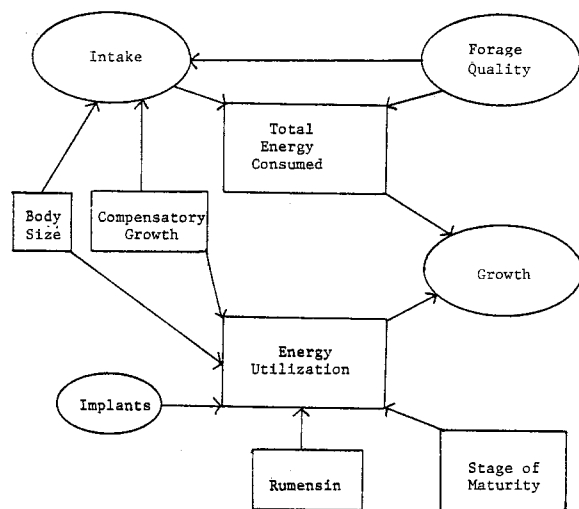 Intake
Forage
Quality
Total
Energy
Consumed
Body
Size
Compensatory
Growth
Growth
Energy
Utilization
Implants
Rumensin
Stage of
Maturity